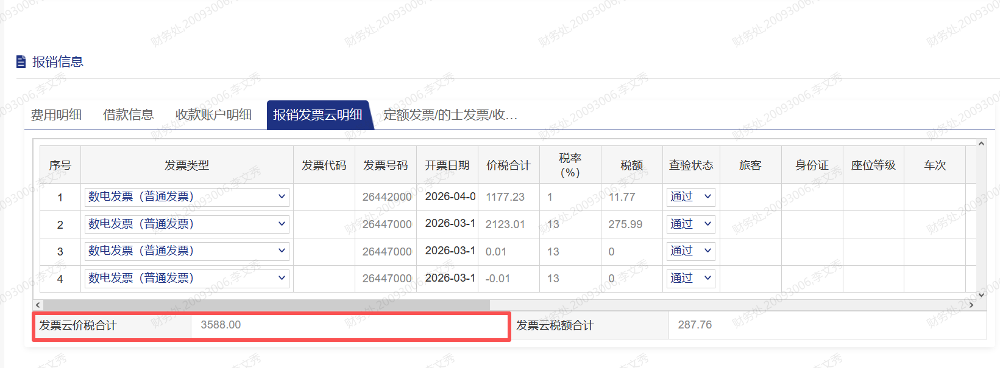 报销信息
费用明细 借款信息 收款账户明细 报销发票云明细 定额发票/的士发票/收…
序号 发票类型 发票代码 发票号码 开票日期 价税合计 税率(%) 税额 查验状态 旅客 身份证 座位等级 车次
1 数电发票（普通发票） 26442000 2026-04-0 1177.23 1 11.77 通过
2 数电发票（普通发票） 26447000 2026-03-1 2123.01 13 275.99 通过
3 数电发票（普通发票） 26447000 2026-03-1 0.01 13 0 通过
4 数电发票（普通发票） 26447000 2026-03-1 -0.01 13 0 通过
发票云价税合计 3588.00 发票云税额合计 287.76
财务处,20093006,李文秀